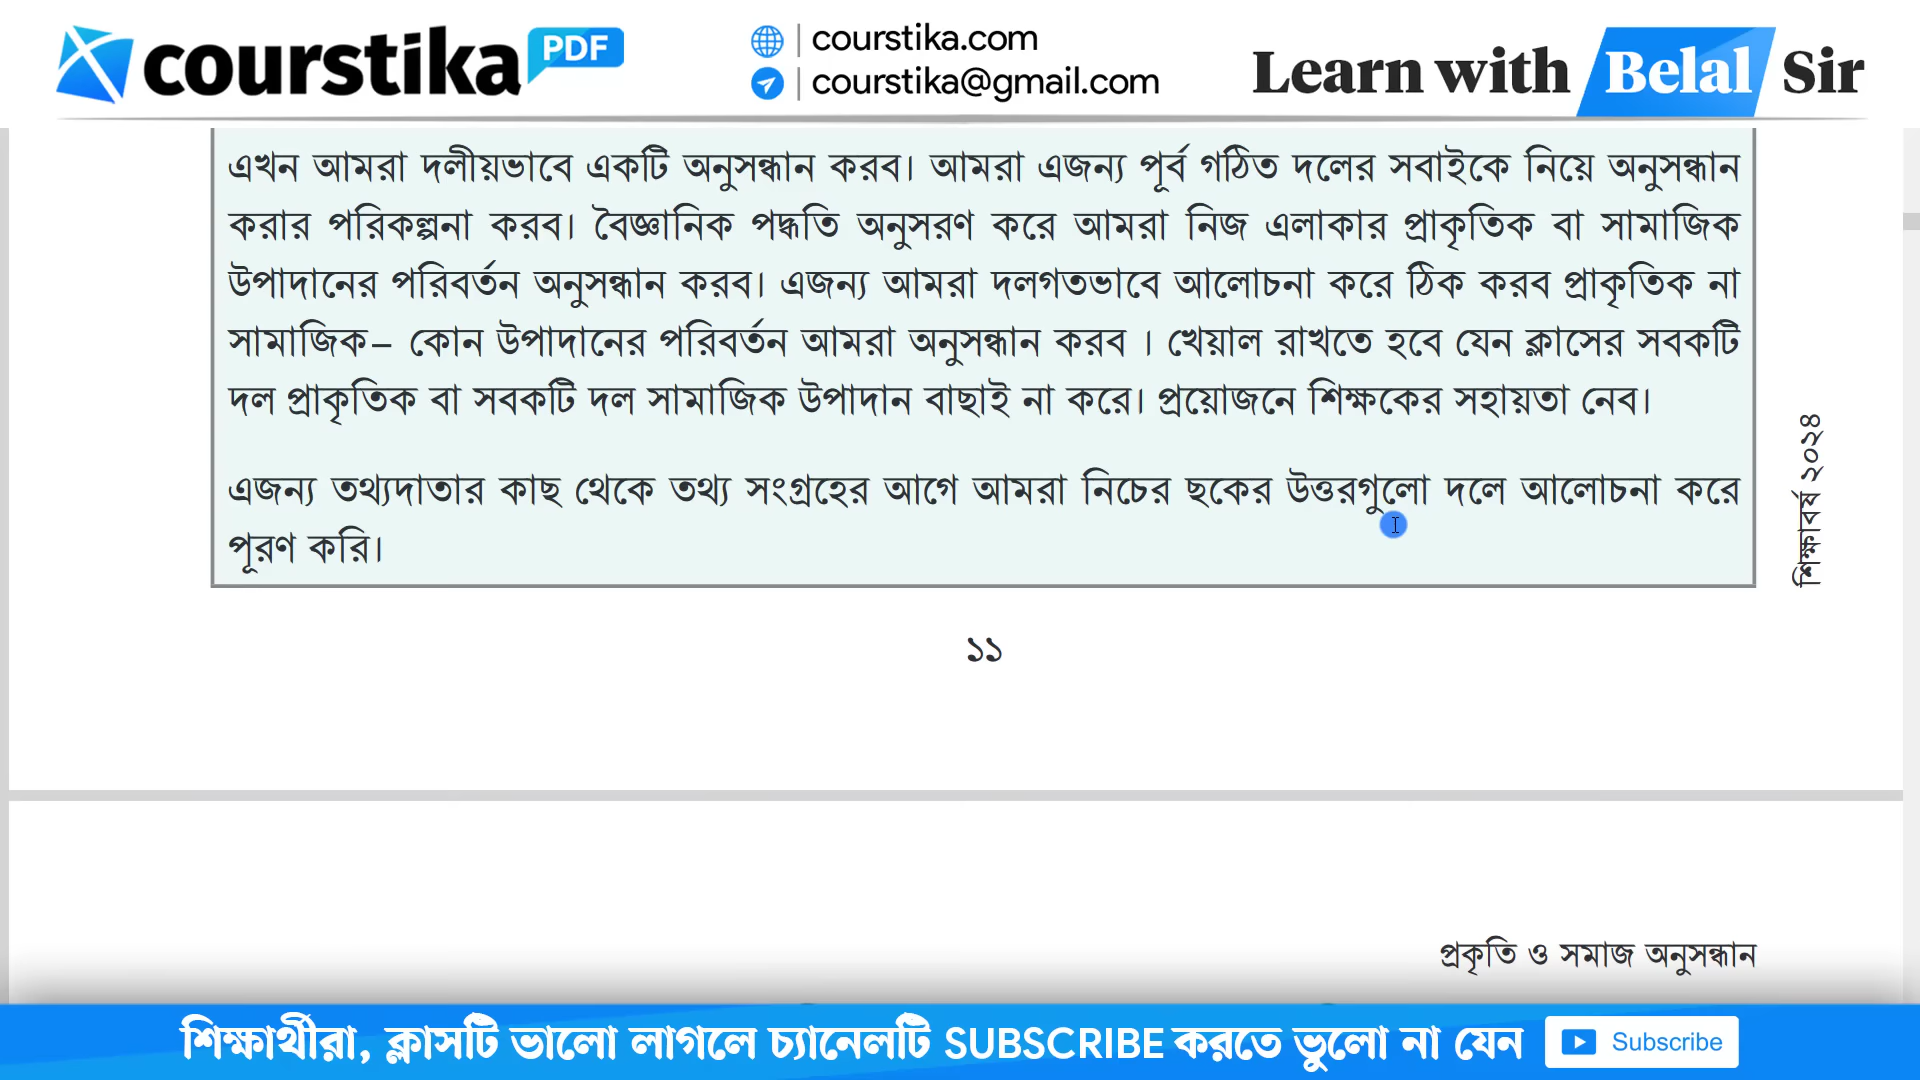 courstika PDF
courstika.com
courstika@gmail.com
Learn with Belal Sir
এখন আমরা দলীয়ভাবে একটি অনুসন্ধান করব। আমরা এজন্য পূর্ব গঠিত দলের সবাইকে নিয়ে অনুসন্ধান
করার পরিকল্পনা করব। বৈজ্ঞানিক পদ্ধতি অনুসরণ করে আমরা নিজ এলাকার প্রাকৃতিক বা সামাজিক
উপাদানের পরিবর্তন অনুসন্ধান করব। এজন্য আমরা দলগতভাবে আলোচনা করে ঠিক করব প্রাকৃতিক না
সামাজিক– কোন উপাদানের পরিবর্তন আমরা অনুসন্ধান করব । খেয়াল রাখতে হবে যেন ক্লাসের সবকটি
দল প্রাকৃতিক বা সবকটি দল সামাজিক উপাদান বাছাই না করে। প্রয়োজনে শিক্ষকের সহায়তা নেব।
এজন্য তথ্যদাতার কাছ থেকে তথ্য সংগ্রহের আগে আমরা নিচের ছকের উত্তরগুলো দলে আলোচনা করে
পূরণ করি।
শিক্ষাবর্ষ ২০২৪
১১
প্রকৃতি ও সমাজ অনুসন্ধান
শিক্ষার্থীরা, ক্লাসটি ভালো লাগলে চ্যানেলটি SUBSCRIBE করতে ভুলো না যেন
Subscribe